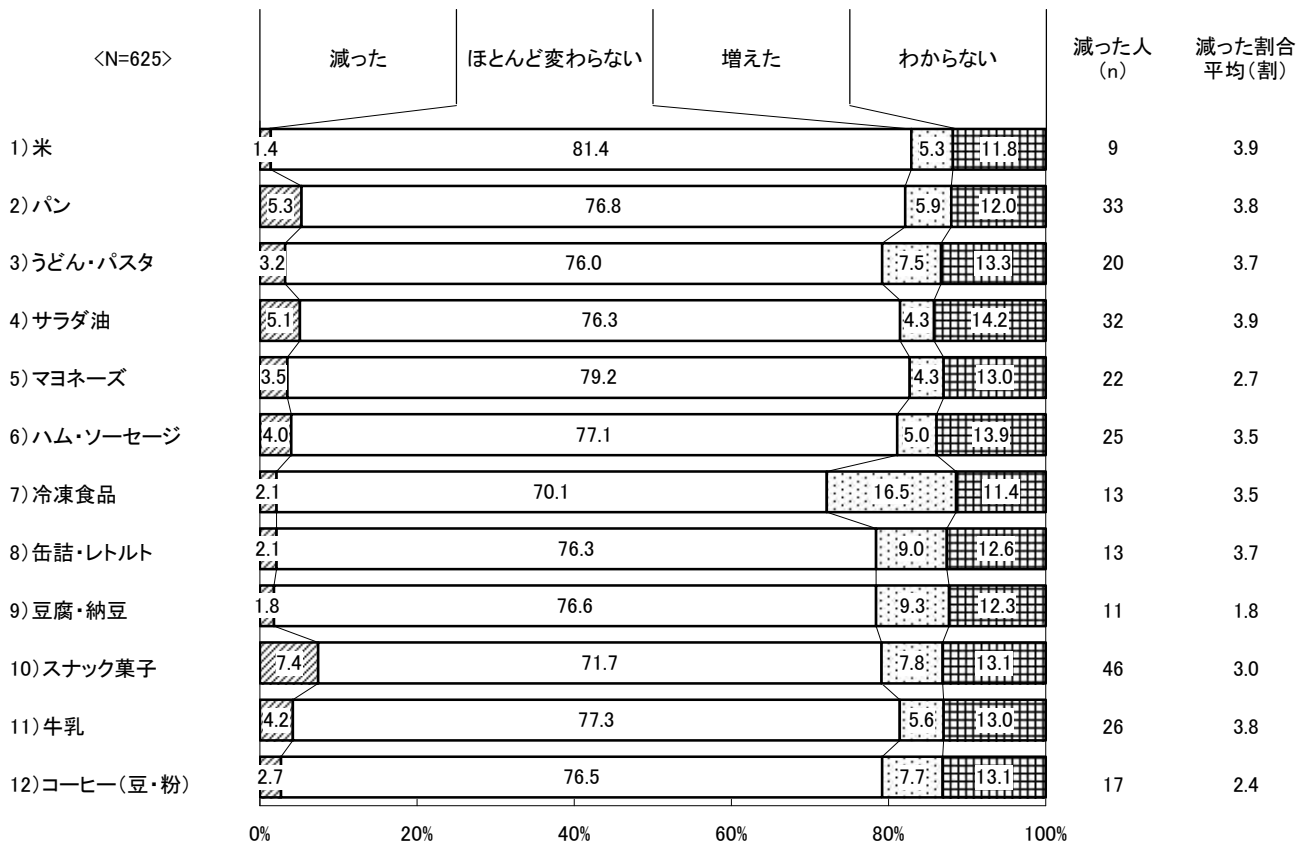 <N=625>
減った
ほとんど変わらない
増えた
わからない
減った人
(n)
減った割合
平均(割)
1)米 1.4 81.4 5.3 11.8 9 3.9
2)パン 5.3 76.8 5.9 12.0 33 3.8
3)うどん・パスタ 3.2 76.0 7.5 13.3 20 3.7
4)サラダ油 5.1 76.3 4.3 14.2 32 3.9
5)マヨネーズ 3.5 79.2 4.3 13.0 22 2.7
6)ハム・ソーセージ 4.0 77.1 5.0 13.9 25 3.5
7)冷凍食品 2.1 70.1 16.5 11.4 13 3.5
8)缶詰・レトルト 2.1 76.3 9.0 12.6 13 3.7
9)豆腐・納豆 1.8 76.6 9.3 12.3 11 1.8
10)スナック菓子 7.4 71.7 7.8 13.1 46 3.0
11)牛乳 4.2 77.3 5.6 13.0 26 3.8
12)コーヒー(豆・粉) 2.7 76.5 7.7 13.1 17 2.4
0% 20% 40% 60% 80% 100%